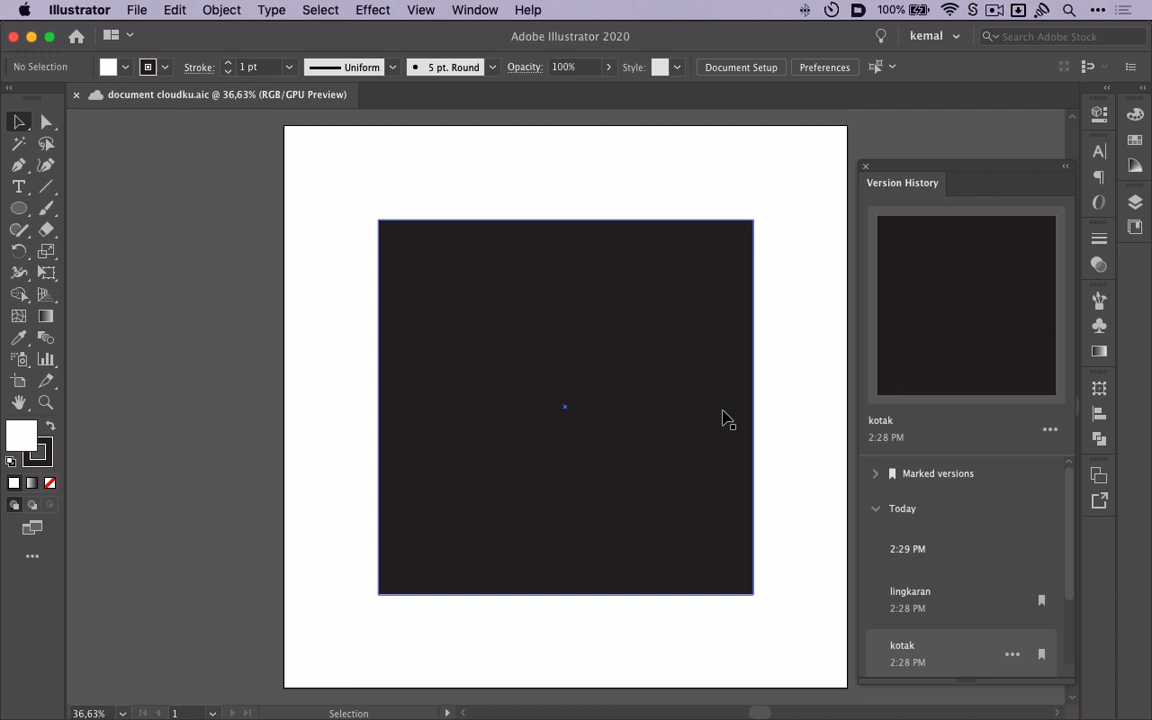 Illustrator File Edit Object Type Select Effect View Window Help 100%
Adobe Illustrator 2020 kemal Search Adobe Stock
No Selection Stroke: 1 pt Uniform 5 pt. Round Opacity: 100% Style: Document Setup Preferences
document cloudku.aic @ 36,63% (RGB/GPU Preview)
Version History
kotak
2:28 PM
Marked versions
Today
2:29 PM
lingkaran
2:28 PM
kotak
2:28 PM
36,63% 1 Selection